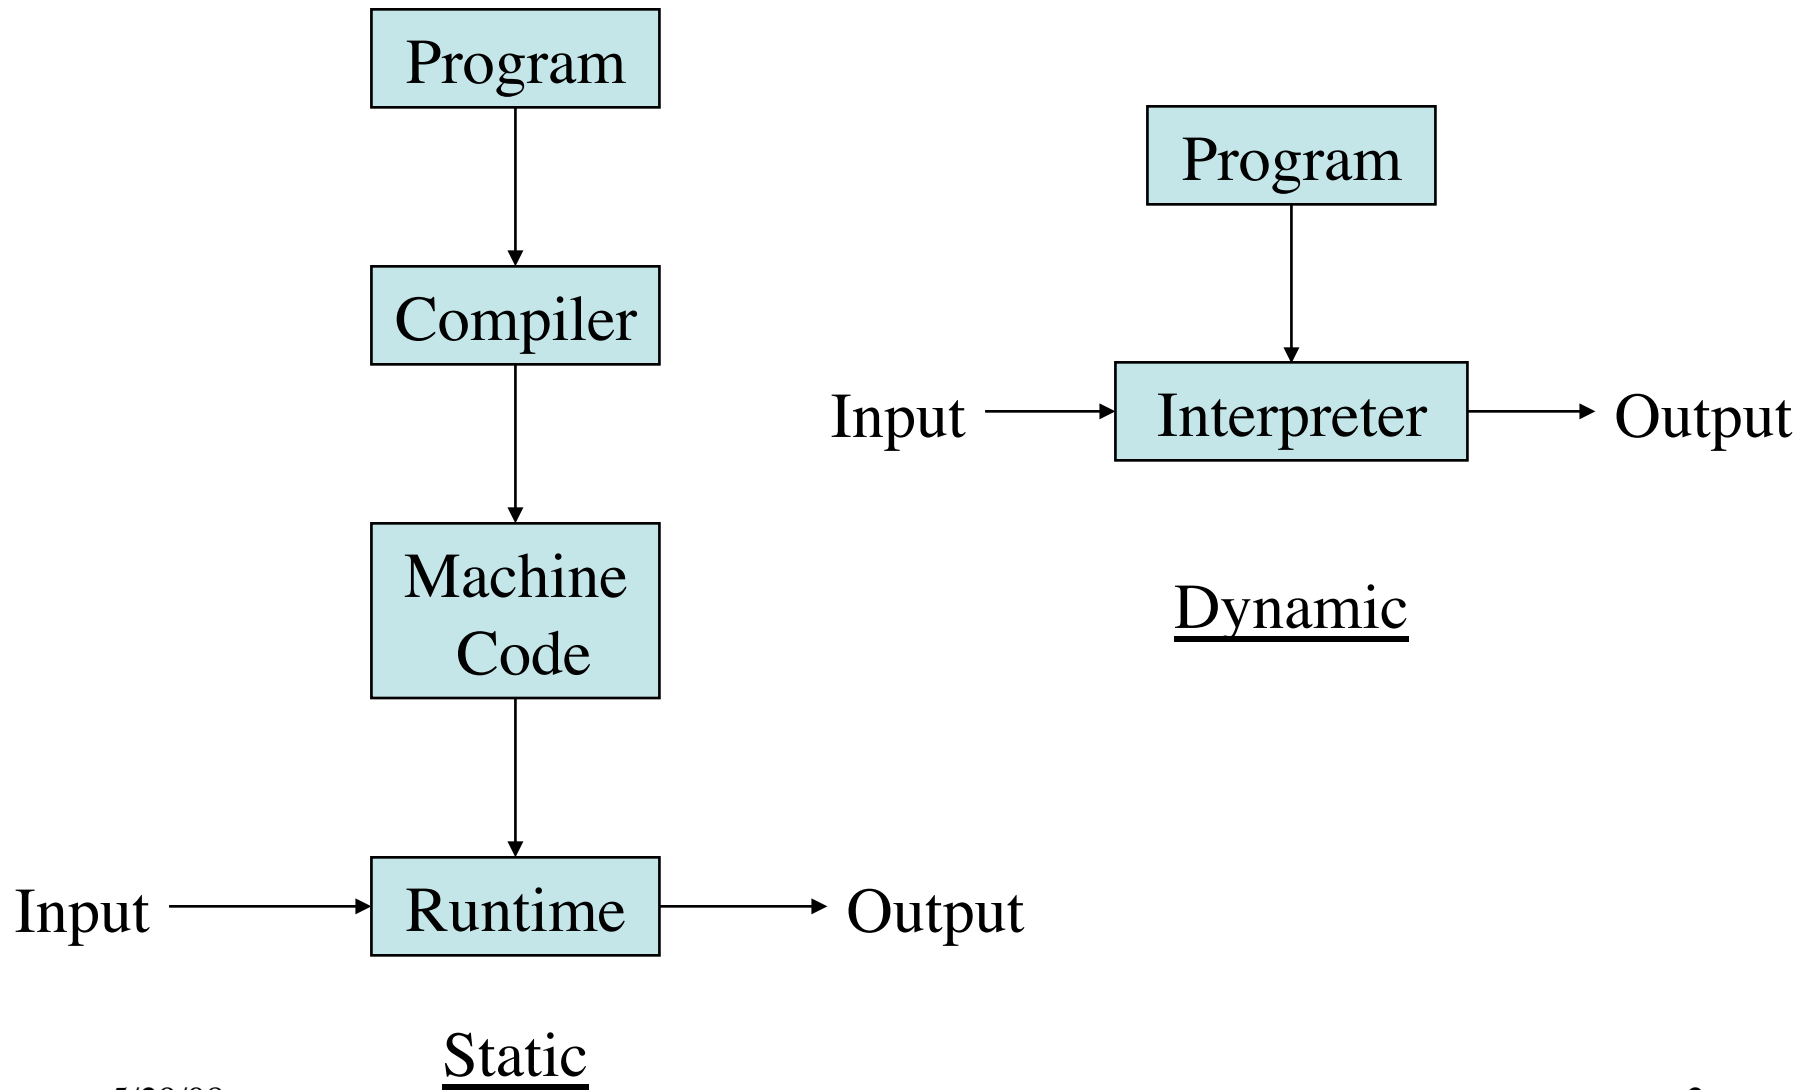 Program
Compiler
Machine
Code
Input
Runtime
Output
Static
Program
Input
Interpreter
Output
Dynamic